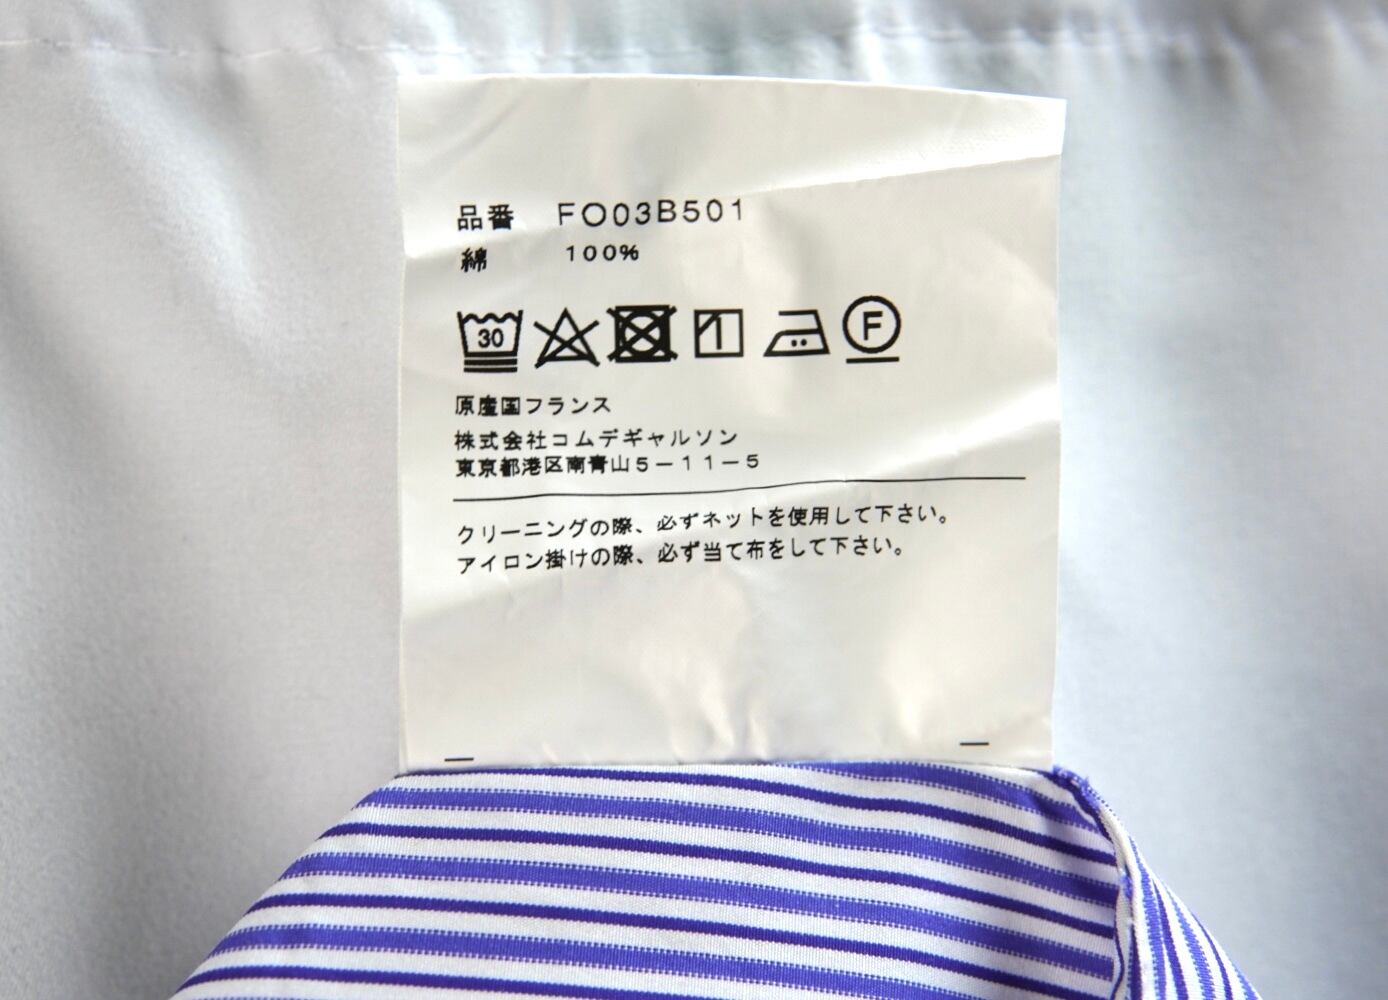 品番 FO03B501
綿 100%
30 F
原産国フランス
株式会社コムデギャルソン
東京都港区南青山5－11－5
クリーニングの際、必ずネットを使用して下さい。
アイロン掛けの際、必ず当て布をして下さい。